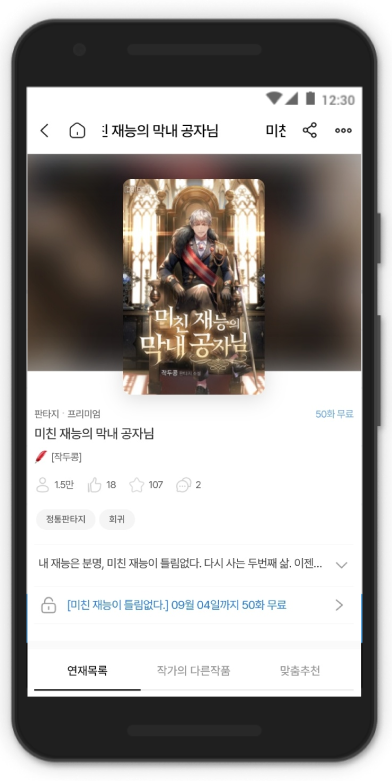 12:30
친 재능의 막내 공자님 미친
미친 재능의
막내 공자님
작두콩
판타지 · 프리미엄 50화 무료
미친 재능의 막내 공자님
[작두콩]
1.5만 18 107 2
정통판타지 회귀
내 재능은 분명, 미친 재능이 틀림없다. 다시 사는 두번째 삶. 이젠...
[미친 재능이 틀림없다.] 09월 04일까지 50화 무료
연재목록 작가의 다른작품 맞춤추천